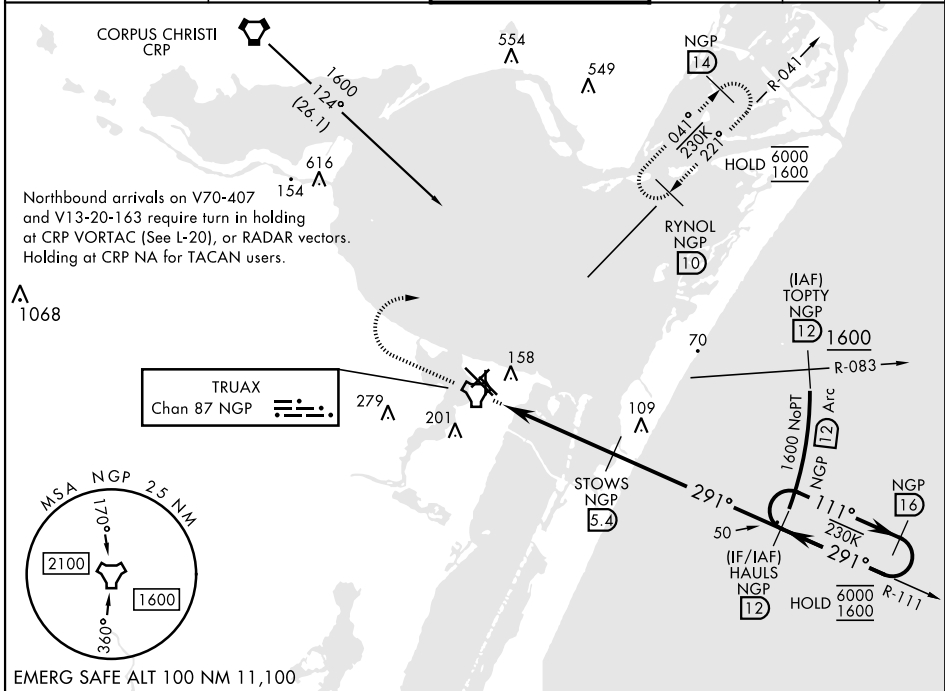 CORPUS CHRISTI
CRP
1600
124°
(26.1)
554
549
NGP
14
R-041
041°
230K
221°
HOLD 6000
1600
616
154
Northbound arrivals on V70-407
and V13-20-163 require turn in holding
at CRP VORTAC (See L-20), or RADAR vectors.
Holding at CRP NA for TACAN users.
RYNOL
NGP
10
1068
(IAF)
TOPTY
NGP
12
1600
R-083
70
158
TRUAX
Chan 87 NGP
279
201
109
1600 NoPT
NGP 12 Arc
STOWS
NGP
5.4
291°
50
111°
230K
291°
NGP
16
R-111
(IF/IAF)
HAULS
NGP
12
HOLD 6000
1600
MSA NGP 25 NM
170°
2100
1600
360°
EMERG SAFE ALT 100 NM 11,100